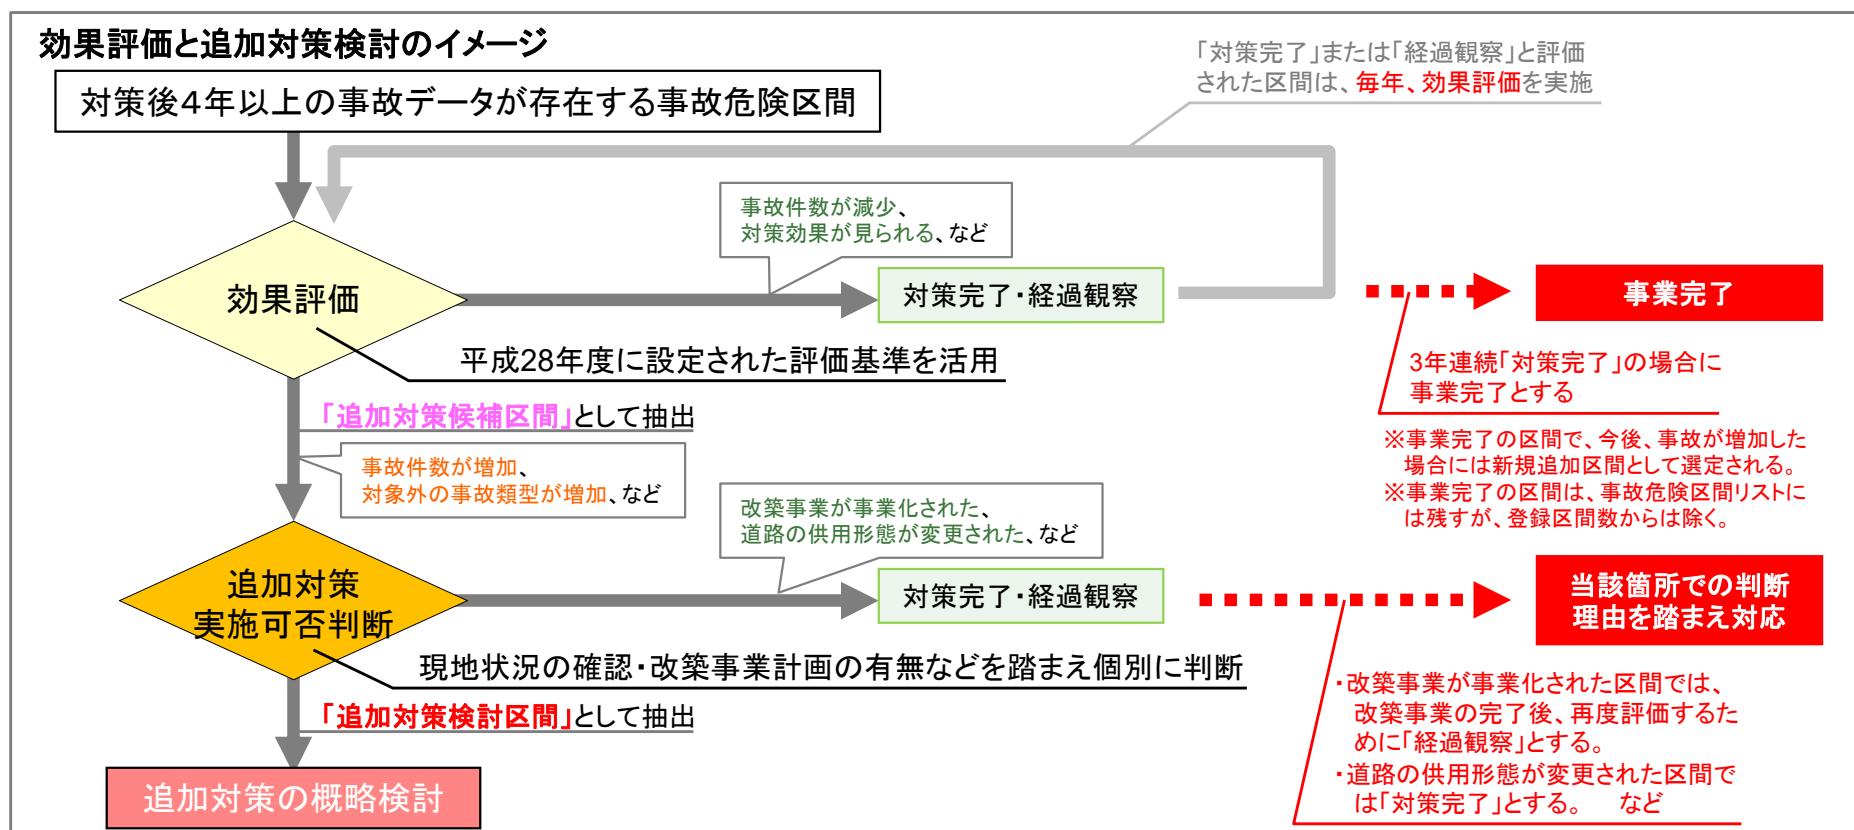 効果評価と追加対策検討のイメージ
対策後4年以上の事故データが存在する事故危険区間
「対策完了」または「経過観察」と評価
された区間は、毎年、効果評価を実施
事故件数が減少、
対策効果が見られる、など
効果評価
対策完了・経過観察
事業完了
平成28年度に設定された評価基準を活用
3年連続「対策完了」の場合に
事業完了とする
「追加対策候補区間」として抽出
※事業完了の区間で、今後、事故が増加した
場合には新規追加区間として選定される。
※事業完了の区間は、事故危険区間リストに
は残すが、登録区間数からは除く。
事故件数が増加、
対象外の事故類型が増加、など
改築事業が事業化された、
道路の供用形態が変更された、など
追加対策
実施可否判断
対策完了・経過観察
当該箇所での判断
理由を踏まえ対応
現地状況の確認・改築事業計画の有無などを踏まえ個別に判断
・改築事業が事業化された区間では、
改築事業の完了後、再度評価するた
めに「経過観察」とする。
・道路の供用形態が変更された区間で
は「対策完了」とする。 など
「追加対策検討区間」として抽出
追加対策の概略検討